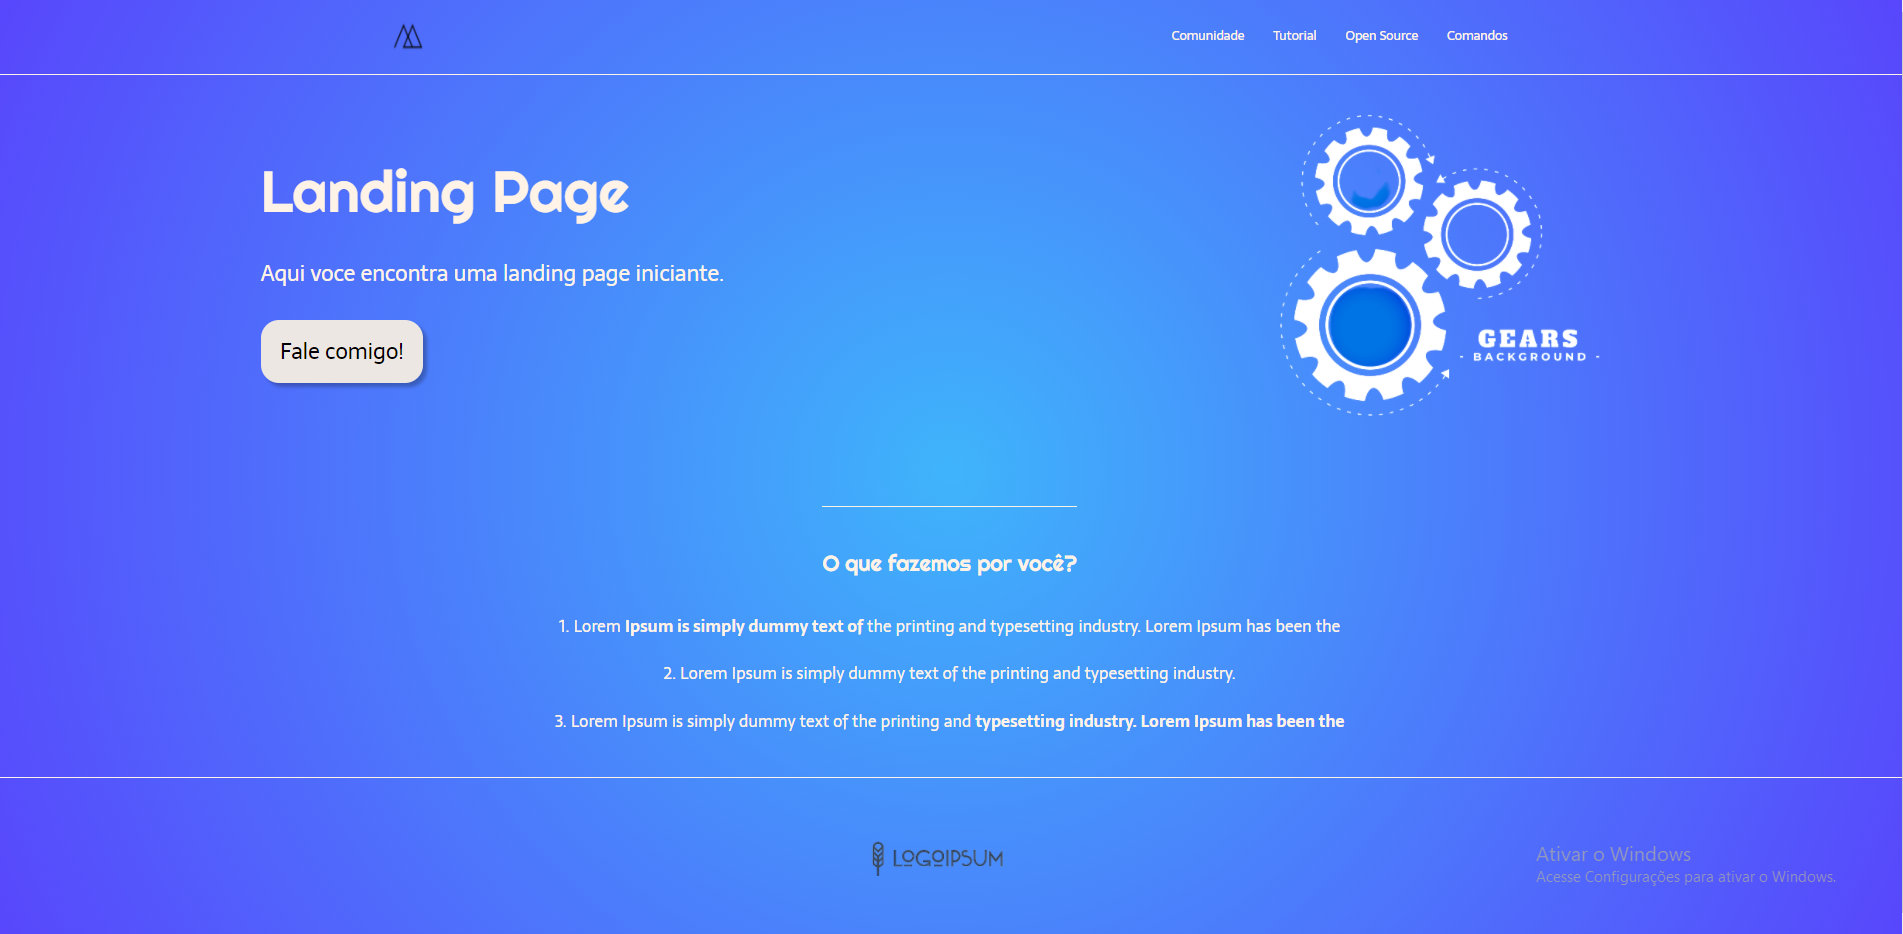 Comunidade Tutorial Open Source Comandos
Landing Page
Aqui voce encontra uma landing page iniciante.
Fale comigo!
GEARS
- BACKGROUND -
O que fazemos por você?
1. Lorem Ipsum is simply dummy text of the printing and typesetting industry. Lorem Ipsum has been the
2. Lorem Ipsum is simply dummy text of the printing and typesetting industry.
3. Lorem Ipsum is simply dummy text of the printing and typesetting industry. Lorem Ipsum has been the
LOGOIPSUM
Ativar o Windows
Acesse Configurações para ativar o Windows.